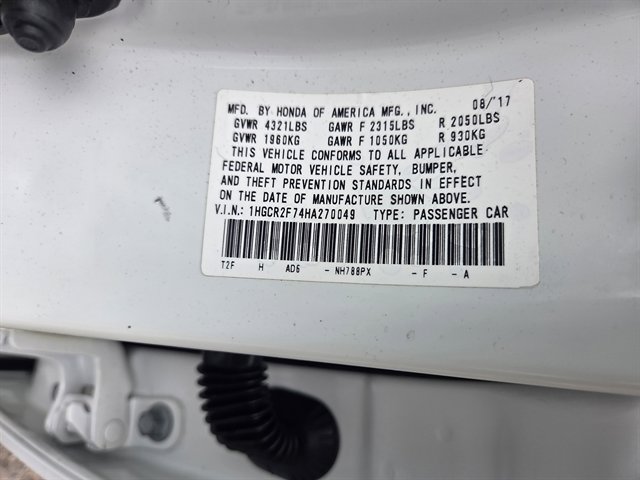 MFD. BY HONDA OF AMERICA MFG., INC. 08/'17
GVWR 4321LBS GAWR F 2315LBS R 2050LBS
GVWR 1960KG GAWR F 1050KG R 930KG
THIS VEHICLE CONFORMS TO ALL APPLICABLE
FEDERAL MOTOR VEHICLE SAFETY, BUMPER,
AND THEFT PREVENTION STANDARDS IN EFFECT
ON THE DATE OF MANUFACTURE SHOWN ABOVE.
V.I.N.: 1HGCR2F74HA270049 TYPE: PASSENGER CAR
T2F H AD6 - NH788PX - F - A